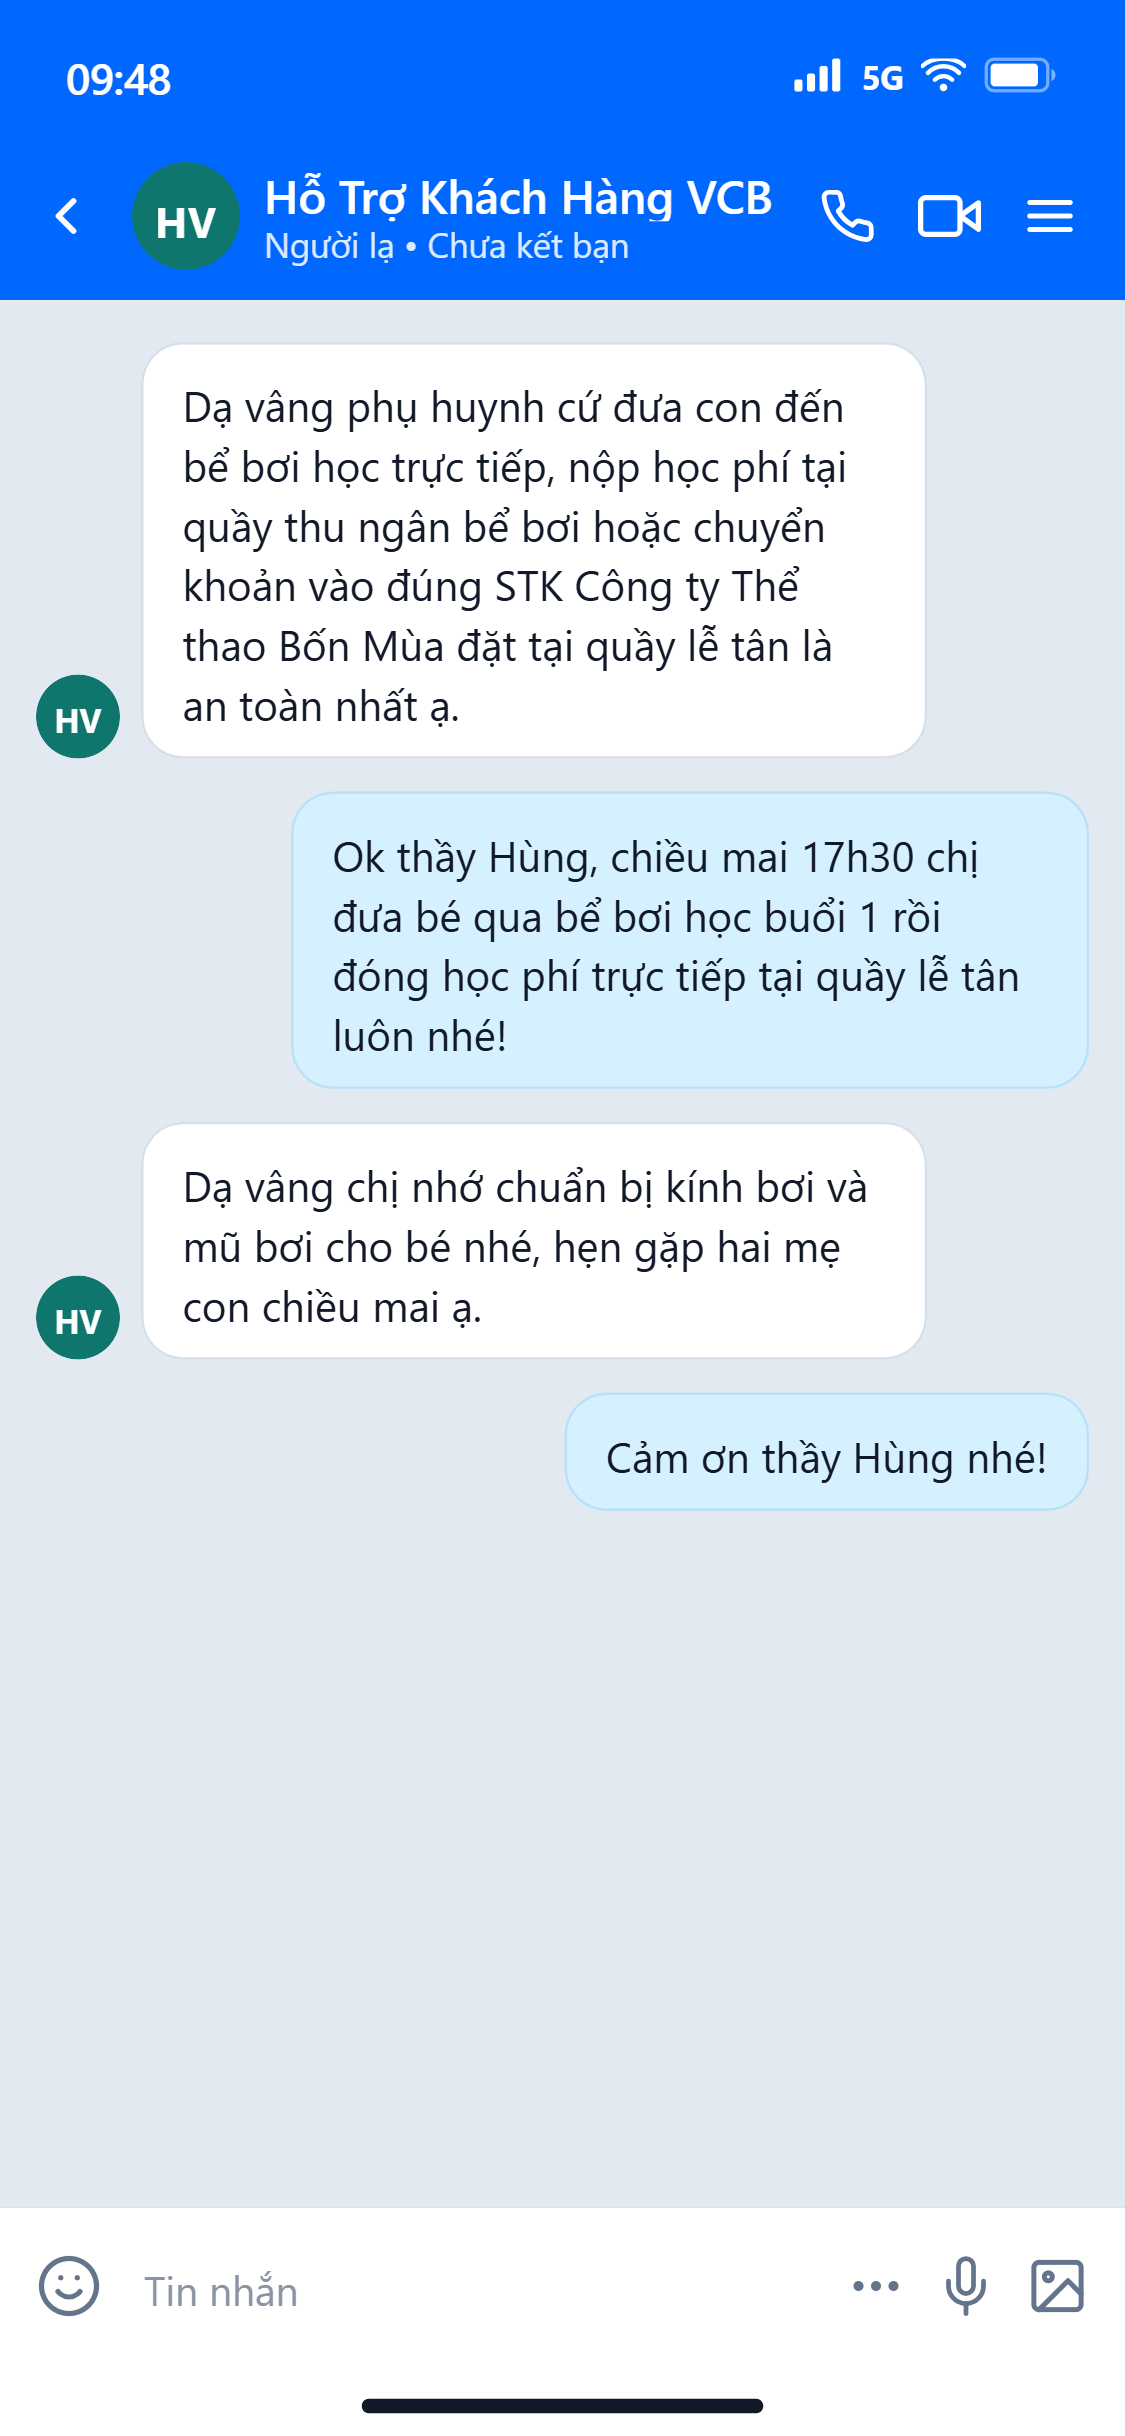 09:48
5G
HV
Hỗ Trợ Khách Hàng VCB
Người lạ • Chưa kết bạn
Dạ vâng phụ huynh cứ đưa con đến
bể bơi học trực tiếp, nộp học phí tại
quầy thu ngân bể bơi hoặc chuyển
khoản vào đúng STK Công ty Thể
thao Bốn Mùa đặt tại quầy lễ tân là
an toàn nhất ạ.
HV
Ok thầy Hùng, chiều mai 17h30 chị
đưa bé qua bể bơi học buổi 1 rồi
đóng học phí trực tiếp tại quầy lễ tân
luôn nhé!
Dạ vâng chị nhớ chuẩn bị kính bơi và
mũ bơi cho bé nhé, hẹn gặp hai mẹ
con chiều mai ạ.
HV
Cảm ơn thầy Hùng nhé!
Tin nhắn